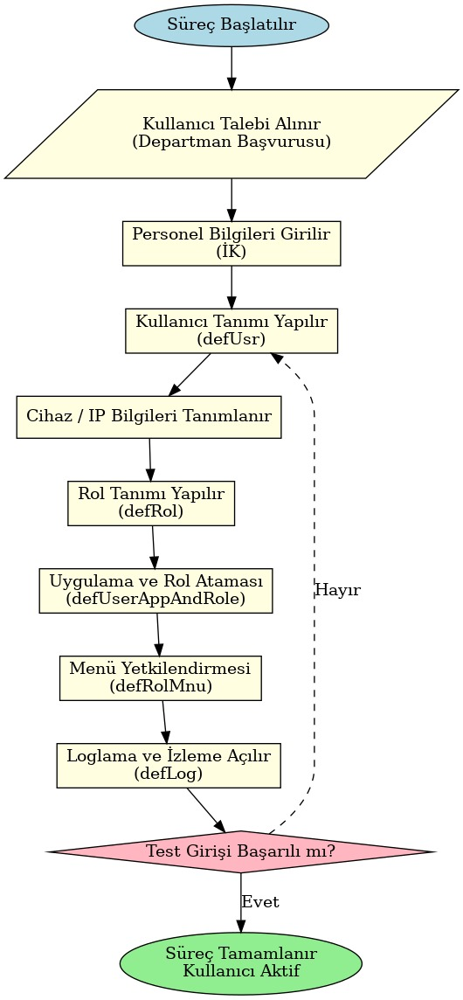 Süreç Başlatılır
Kullanıcı Talebi Alınır
(Departman Başvurusu)
Personel Bilgileri Girilir
(İK)
Kullanıcı Tanımı Yapılır
(defUsr)
Cihaz / IP Bilgileri Tanımlanır
Rol Tanımı Yapılır
(defRol)
Uygulama ve Rol Ataması
(defUserAppAndRole)
Hayır
Menü Yetkilendirmesi
(defRolMnu)
Loglama ve İzleme Açılır
(defLog)
Test Girişi Başarılı mı?
Evet
Süreç Tamamlanır
Kullanıcı Aktif